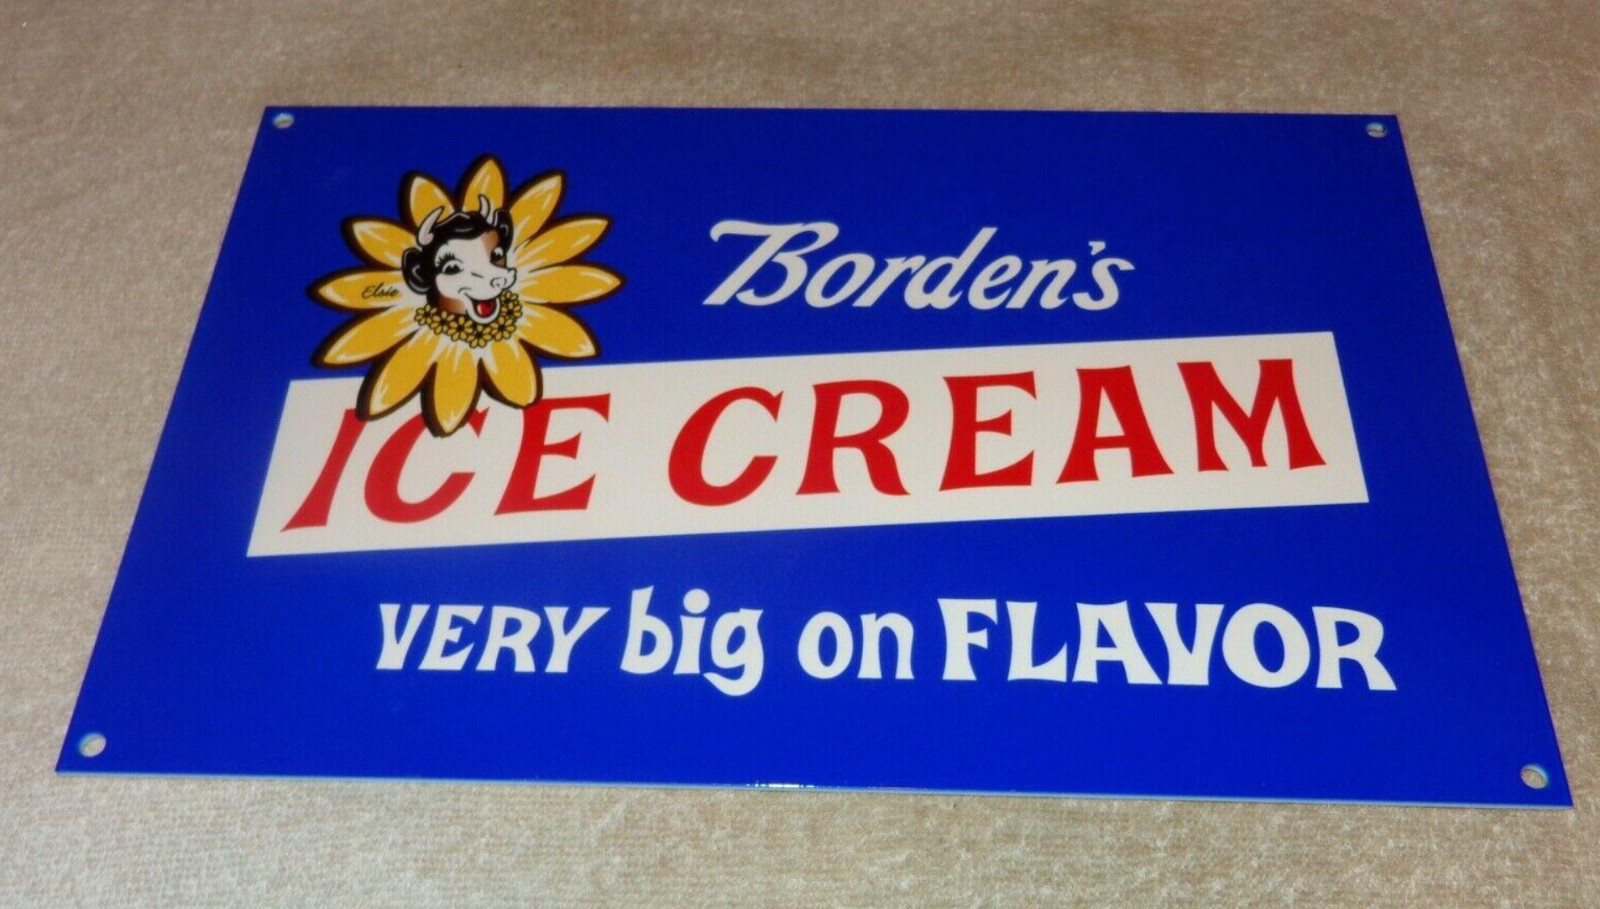 Elsie
Borden's
ICE CREAM
VERY big on FLAVOR